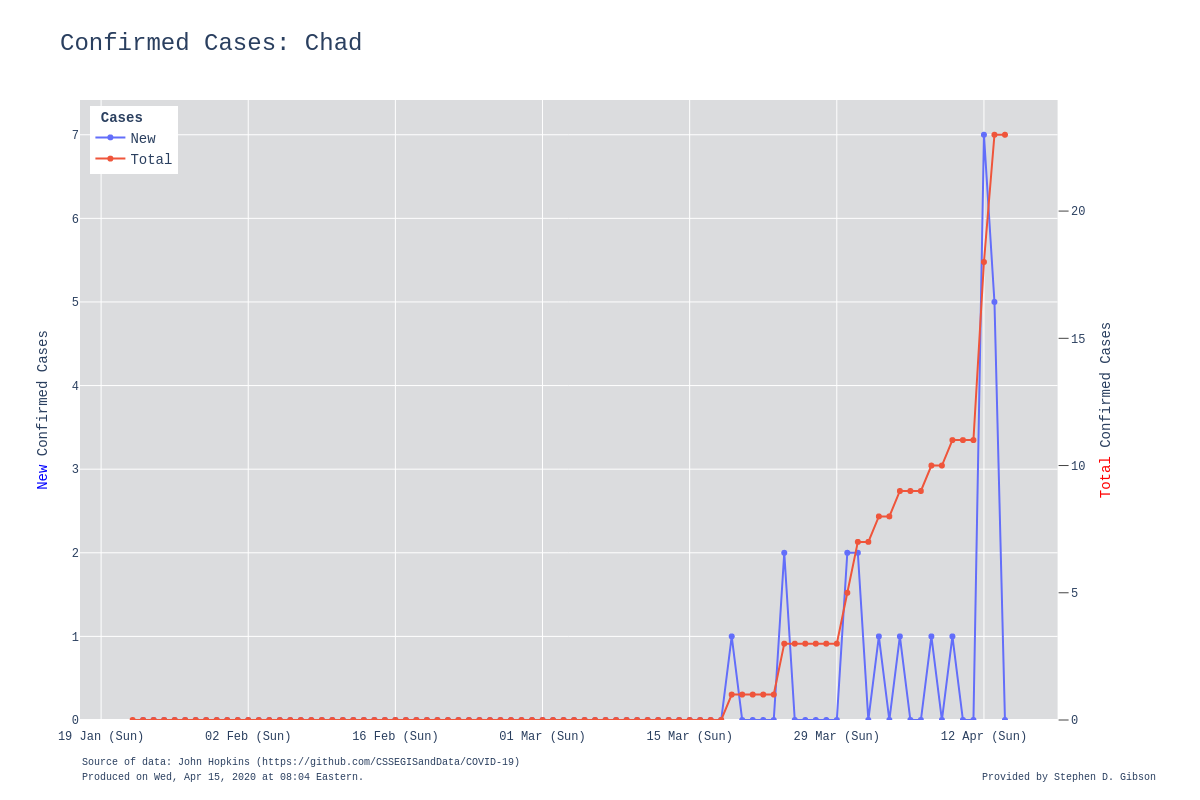 Confirmed Cases: Chad
Cases
New
Total
7
6
5
4
3
2
1
0
New Confirmed Cases
20
15
10
5
0
Total Confirmed Cases
19 Jan (Sun)
02 Feb (Sun)
16 Feb (Sun)
01 Mar (Sun)
15 Mar (Sun)
29 Mar (Sun)
12 Apr (Sun)
Source of data: John Hopkins (https://github.com/CSSEGISandData/COVID-19)
Produced on Wed, Apr 15, 2020 at 08:04 Eastern.
Provided by Stephen D. Gibson